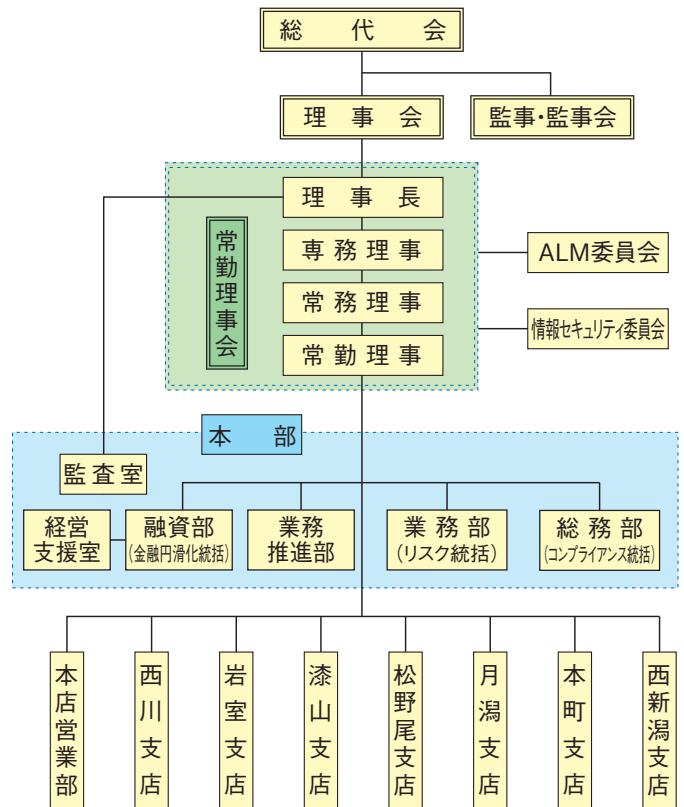 総代会
理事会
監事・監事会
理事長
専務理事
常務理事
常勤理事
常勤理事会
ALM委員会
情報セキュリティ委員会
本部
監査室
経営
支援室
融資部
(金融円滑化統括)
業務
推進部
業務部
(リスク統括)
総務部
(コンプライアンス統括)
本店営業部
西川支店
岩室支店
漆山支店
松野尾支店
月潟支店
本町支店
西新潟支店